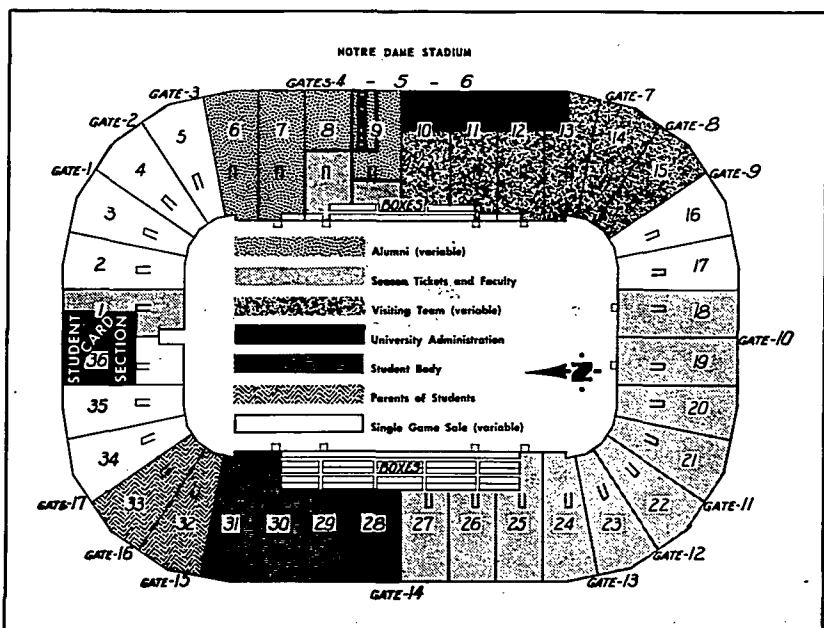 NOTRE DAME STADIUM
GATES-4 - 5 - 6
GATE-3
GATE-7
GATE-2
GATE-8
GATE-1
GATE-9
5
6
7
8
9
10
11
12
13
14
15
4
3
16
2
17
BOXES
Alumni (variable)
Season Tickets and Faculty
Visiting Team (variable)
University Administration
Student Body
Parents of Students
Single Game Sale (variable)
1
STUDENT
CARD
36
SECTION
18
GATE-10
19
N
35
20
34
21
BOXES
GATE-17
33
32
31
30
29
28
27
26
25
24
23
22
GATE-11
GATE-16
GATE-12
GATE-15
GATE-14
GATE-13